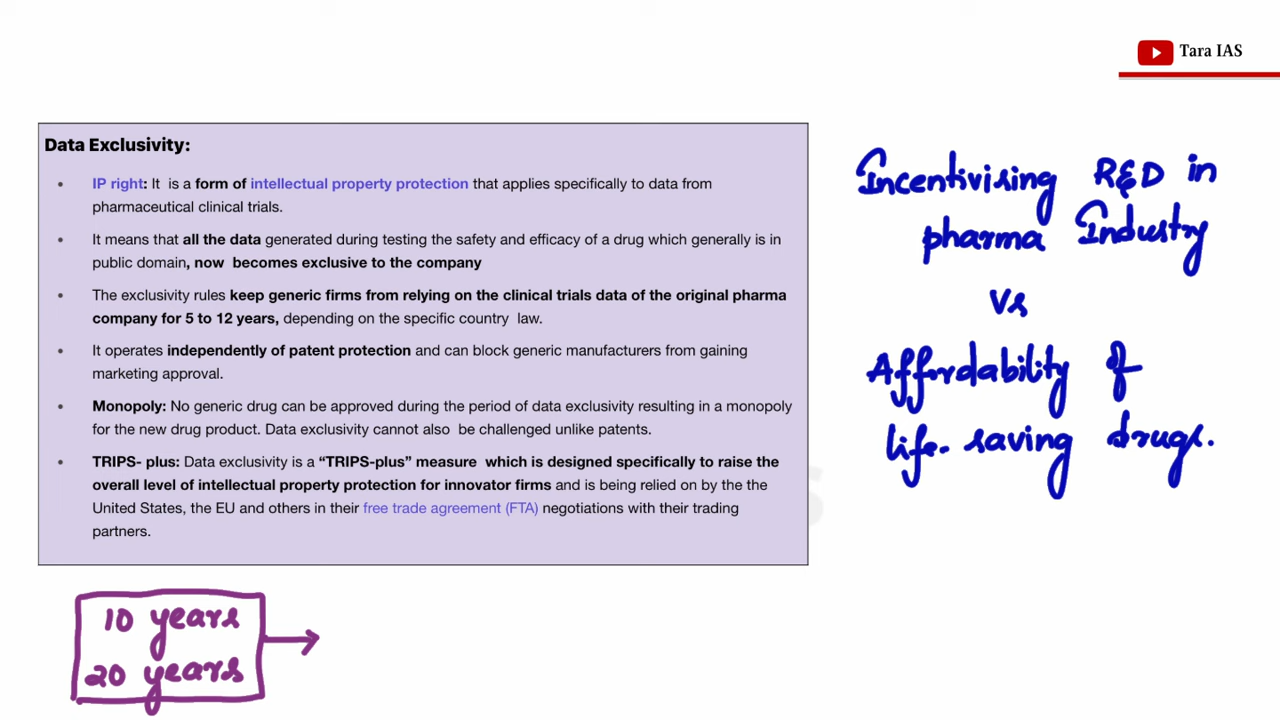 Tara IAS
Data Exclusivity:
• IP right: It is a form of intellectual property protection that applies specifically to data from
pharmaceutical clinical trials.
• It means that all the data generated during testing the safety and efficacy of a drug which generally is in
public domain, now becomes exclusive to the company
• The exclusivity rules keep generic firms from relying on the clinical trials data of the original pharma
company for 5 to 12 years, depending on the specific country law.
• It operates independently of patent protection and can block generic manufacturers from gaining
marketing approval.
• Monopoly: No generic drug can be approved during the period of data exclusivity resulting in a monopoly
for the new drug product. Data exclusivity cannot also be challenged unlike patents.
• TRIPS- plus: Data exclusivity is a “TRIPS-plus” measure which is designed specifically to raise the
overall level of intellectual property protection for innovator firms and is being relied on by the the
United States, the EU and others in their free trade agreement (FTA) negotiations with their trading
partners.
Incentivising R&D in
pharma Industry
Vs
Affordability of
life-saving drugs.
10 years
20 years